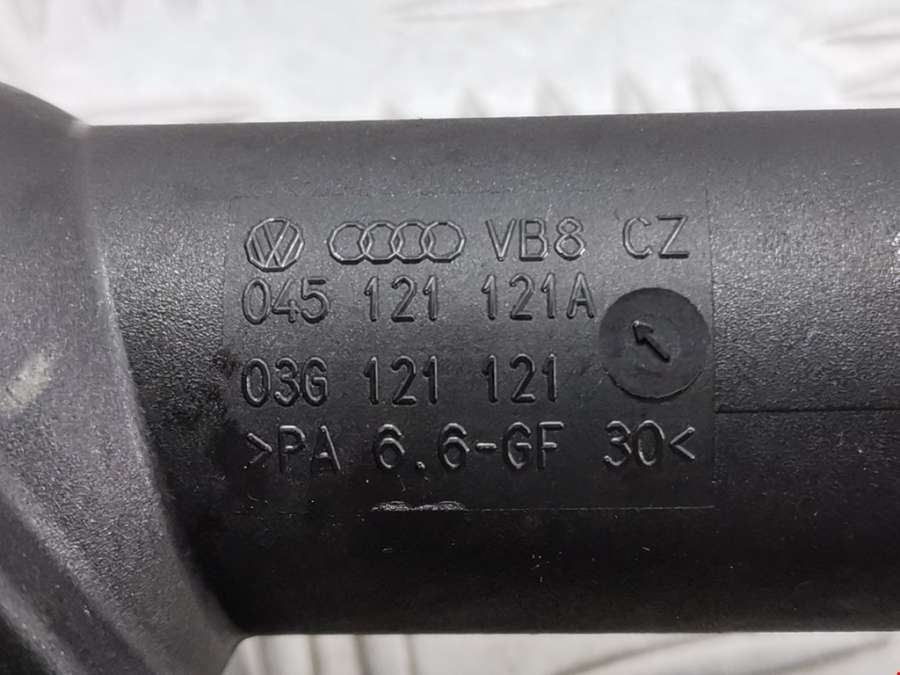 VB8 CZ
045 121 121A
03G 121 121
>PA 6.6-GF 30<